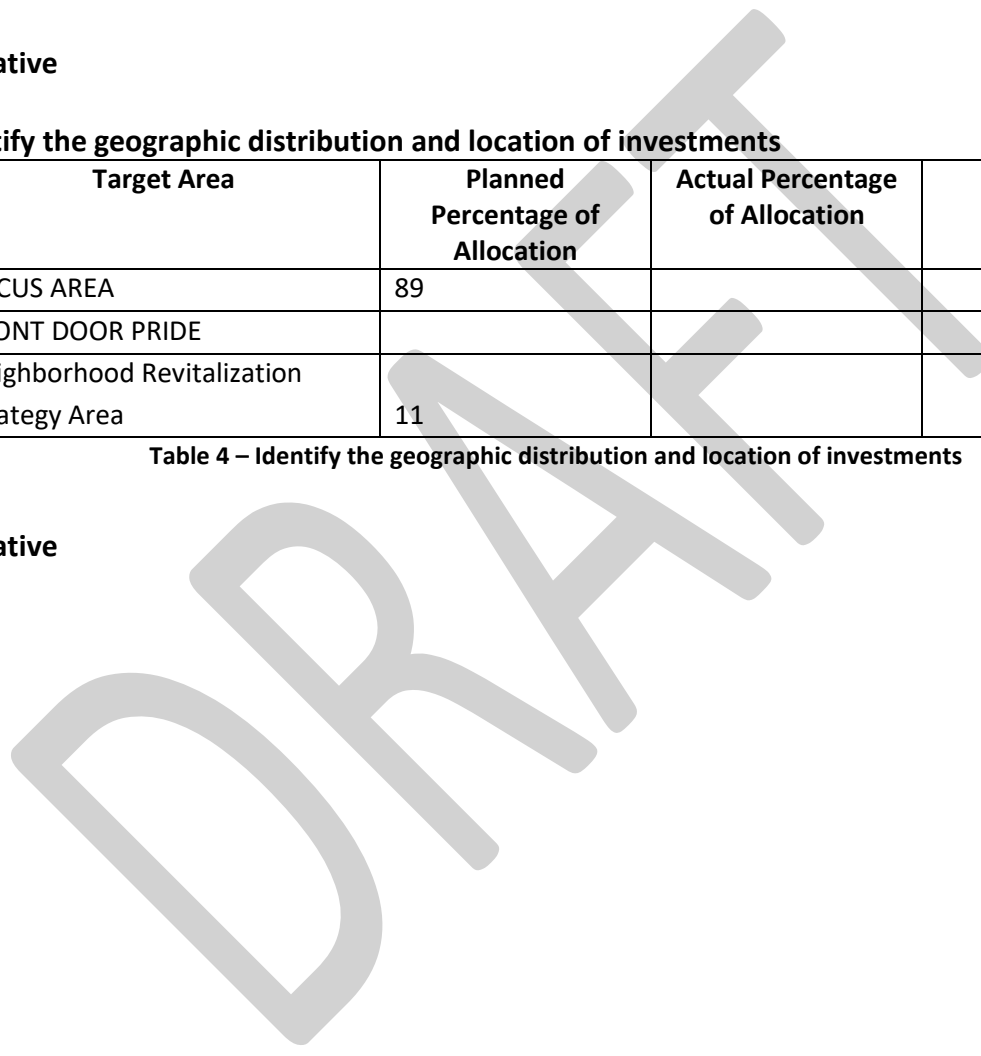 ative
tify the geographic distribution and location of investments
Target Area Planned Percentage of Allocation Actual Percentage of Allocation
CUS AREA 89
ONT DOOR PRIDE
ighborhood Revitalization
ategy Area 11
Table 4 – Identify the geographic distribution and location of investments
ative
DRAFT